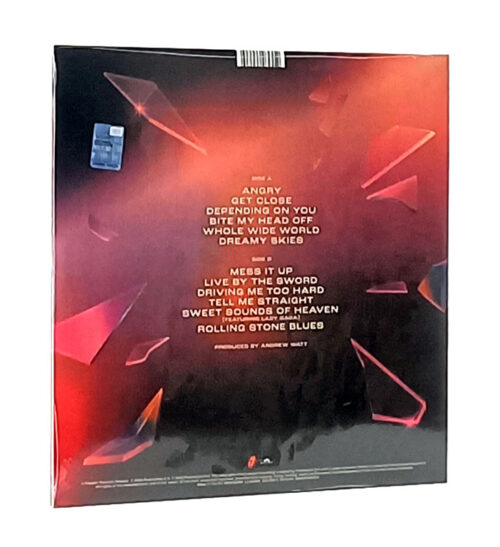 SIDE A
ANGRY
GET CLOSE
DEPENDING ON YOU
BITE MY HEAD OFF
WHOLE WIDE WORLD
DREAMY SKIES
SIDE B
MESS IT UP
LIVE BY THE SWORD
DRIVING ME TOO HARD
TELL ME STRAIGHT
SWEET SOUNDS OF HEAVEN
(FEATURING LADY GAGA)
ROLLING STONE BLUES
PRODUCED BY ANDREW WATT